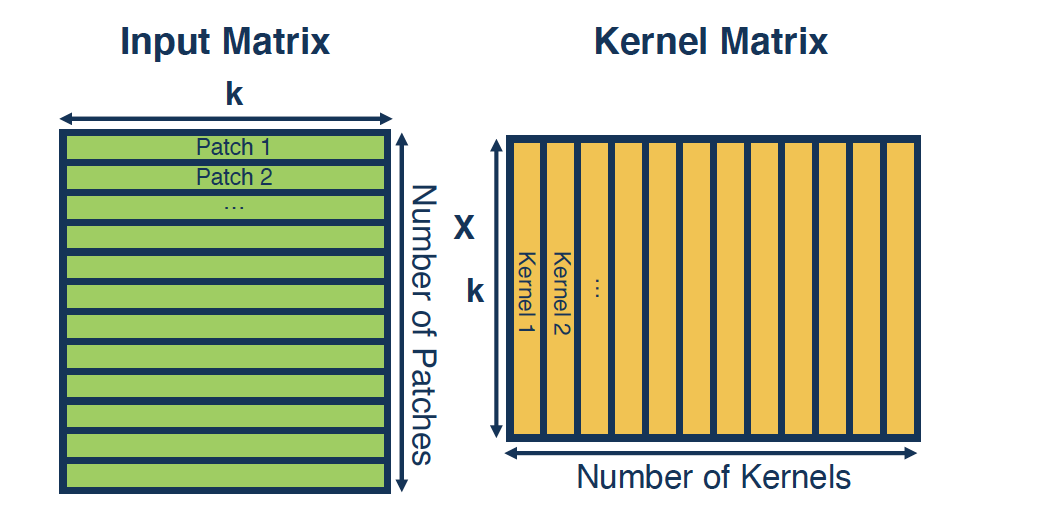 Input Matrix
k
Patch 1
Patch 2
...
Number of Patches
Kernel Matrix
X
k
Kernel 1
Kernel 2
...
Number of Kernels